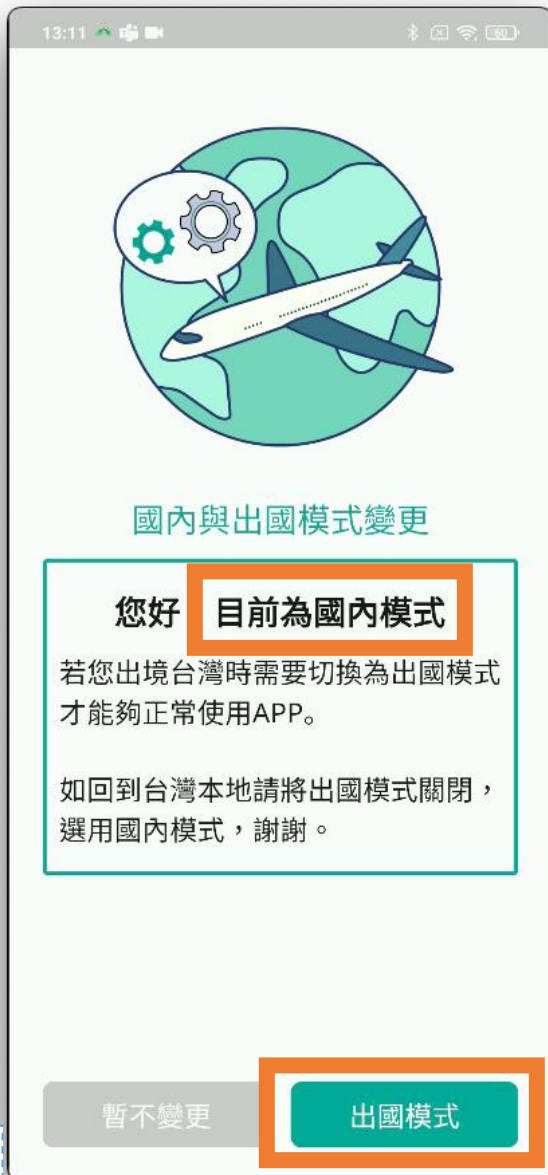 13:11
60
國內與出國模式變更
您好 目前為國內模式
若您出境台灣時需要切換為出國模式
才能夠正常使用APP。
如回到台灣本地請將出國模式關閉，
選用國內模式，謝謝。
暫不變更 出國模式